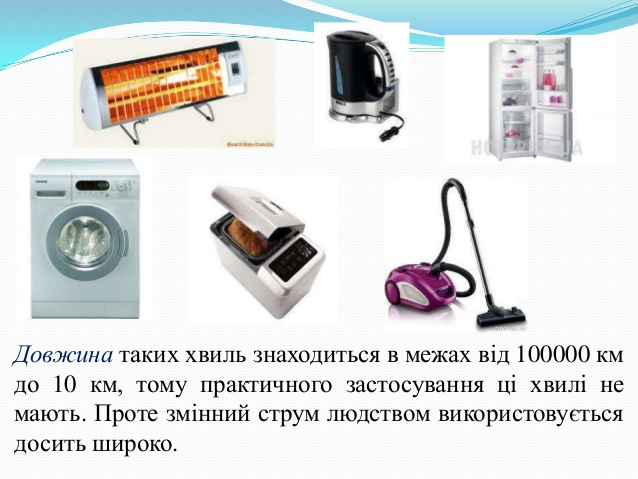 Довжина таких хвиль знаходиться в межах від 100000 км
до 10 км, тому практичного застосування ці хвилі не
мають. Проте змінний струм людством використовується
досить широко.